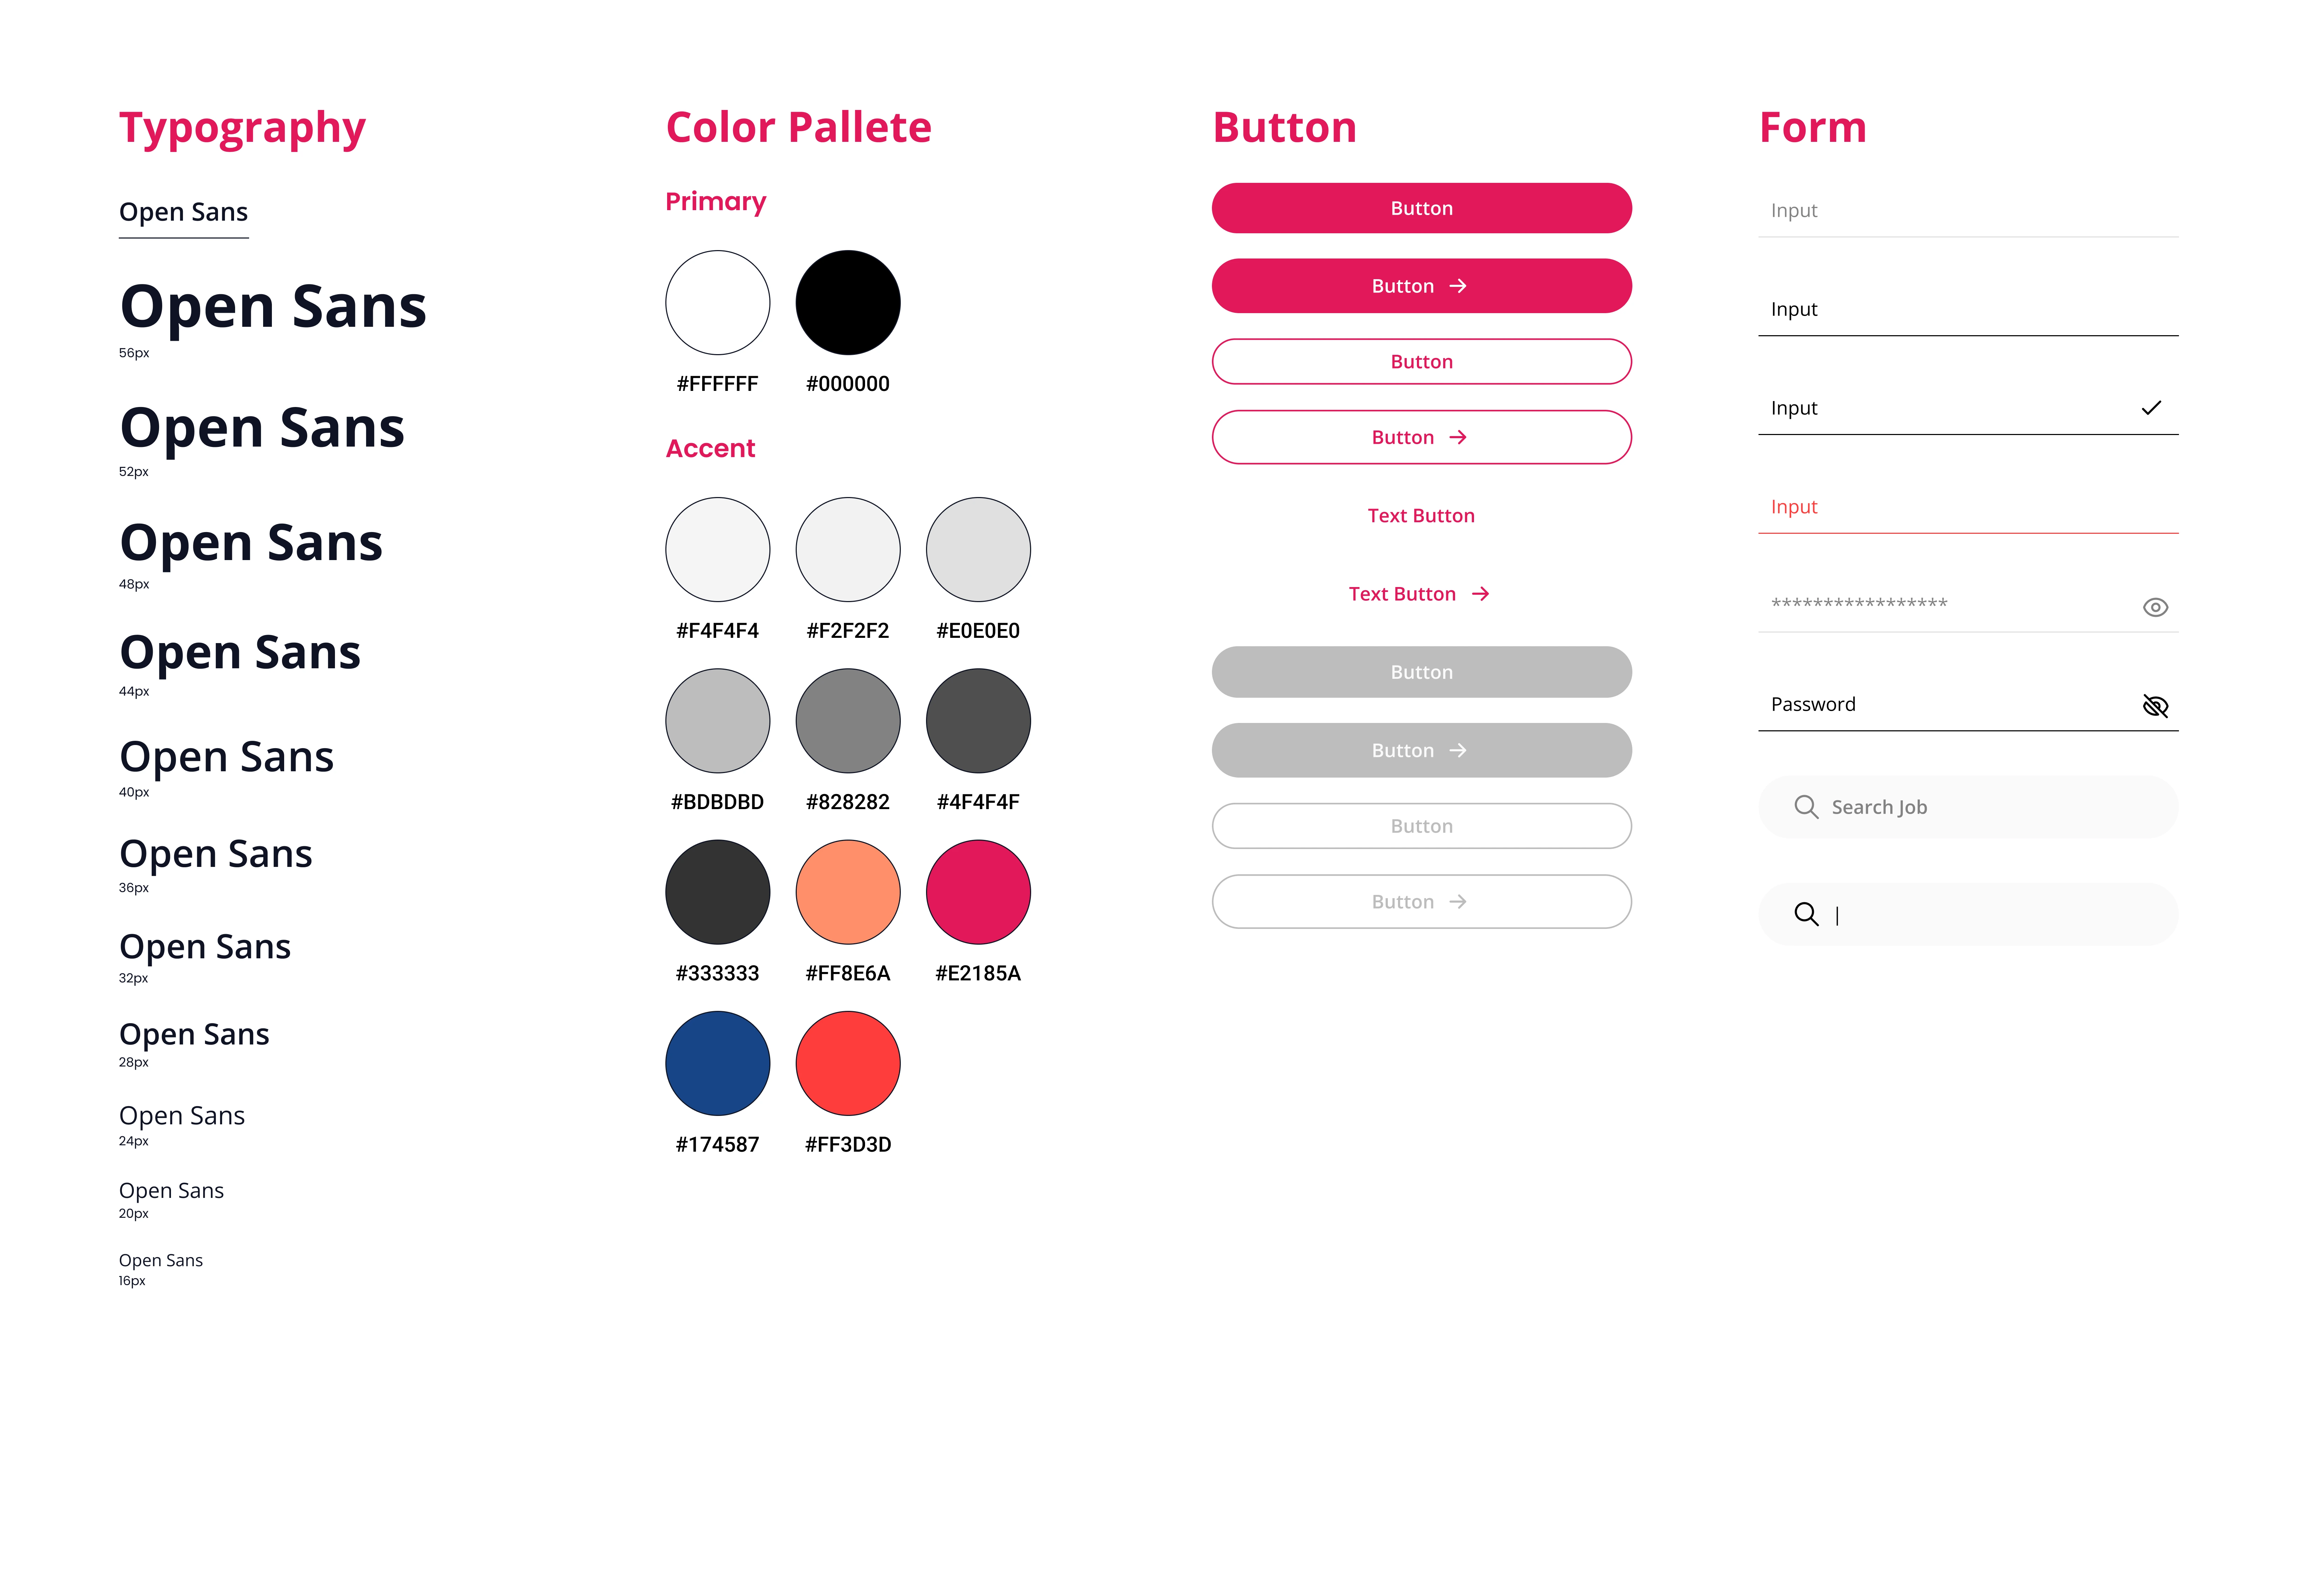 Typography
Open Sans
Open Sans
56px
Open Sans
52px
Open Sans
48px
Open Sans
44px
Open Sans
40px
Open Sans
36px
Open Sans
32px
Open Sans
28px
Open Sans
24px
Open Sans
20px
Open Sans
16px
Color Pallete
Primary
#FFFFFF #000000
Accent
#F4F4F4 #F2F2F2 #E0E0E0
#BDBDBD #828282 #4F4F4F
#333333 #FF8E6A #E2185A
#174587 #FF3D3D
Button
Button
Button →
Button
Button →
Text Button
Text Button →
Button
Button →
Button
Button →
Form
Input
Input
Input
Input
*****************
Password
Search Job
|